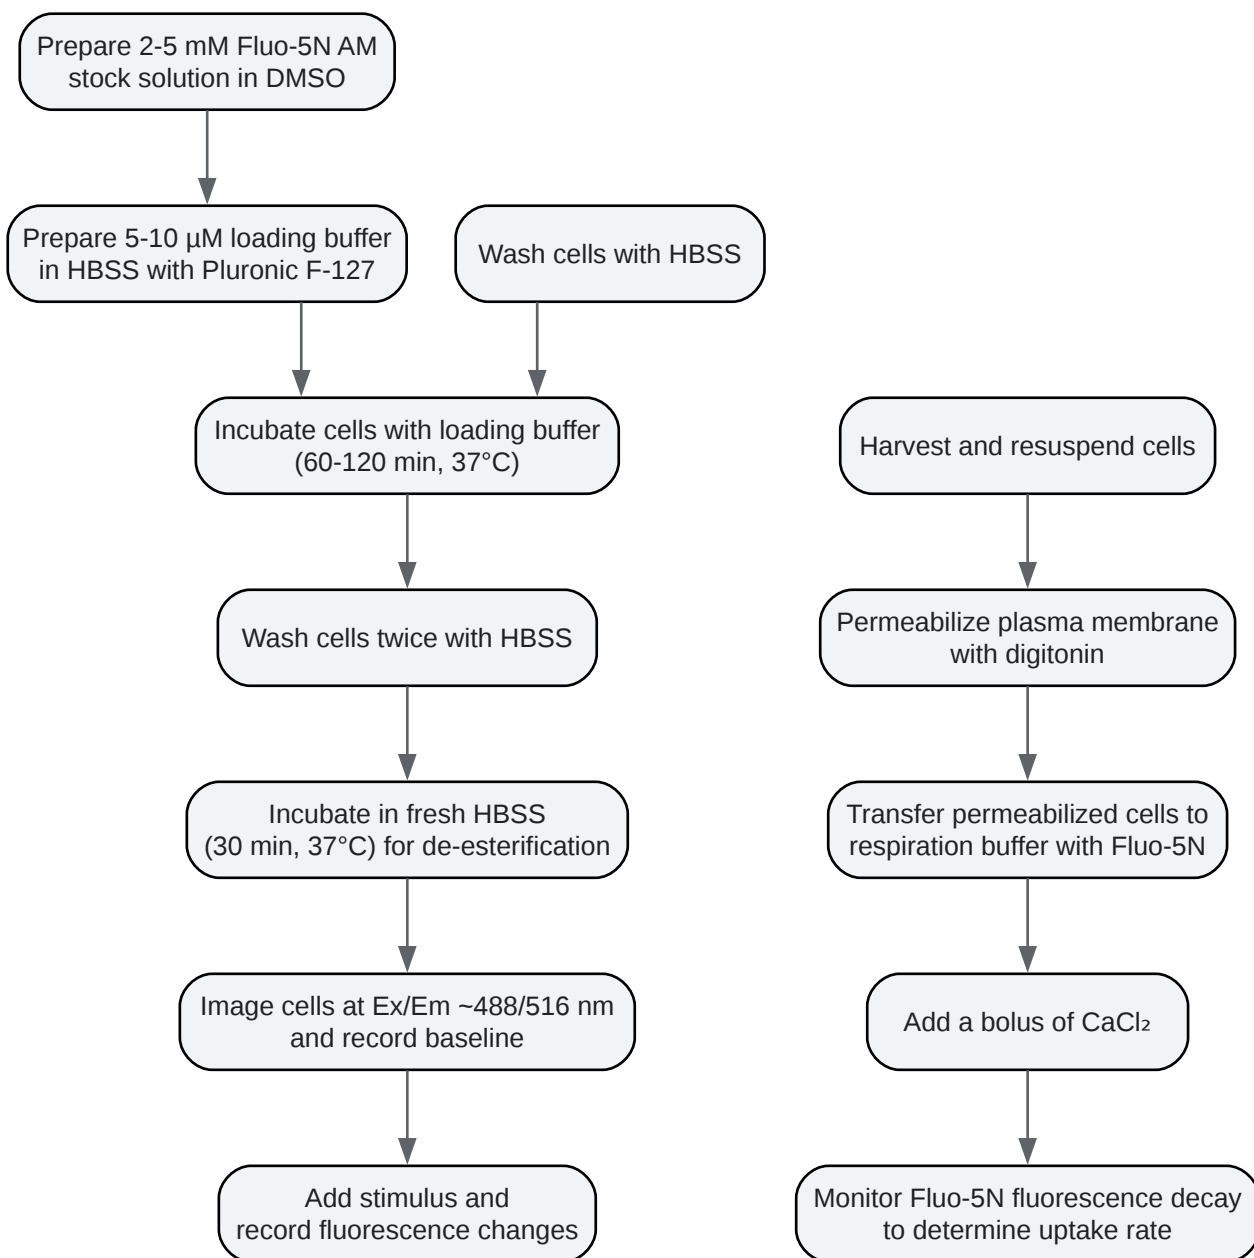 Prepare 2-5 mM Fluo-5N AM
stock solution in DMSO
Prepare 5-10 µM loading buffer
in HBSS with Pluronic F-127
Wash cells with HBSS
Incubate cells with loading buffer
(60-120 min, 37°C)
Wash cells twice with HBSS
Incubate in fresh HBSS
(30 min, 37°C) for de-esterification
Image cells at Ex/Em ~488/516 nm
and record baseline
Add stimulus and
record fluorescence changes
Harvest and resuspend cells
Permeabilize plasma membrane
with digitonin
Transfer permeabilized cells to
respiration buffer with Fluo-5N
Add a bolus of CaCl₂
Monitor Fluo-5N fluorescence decay
to determine uptake rate